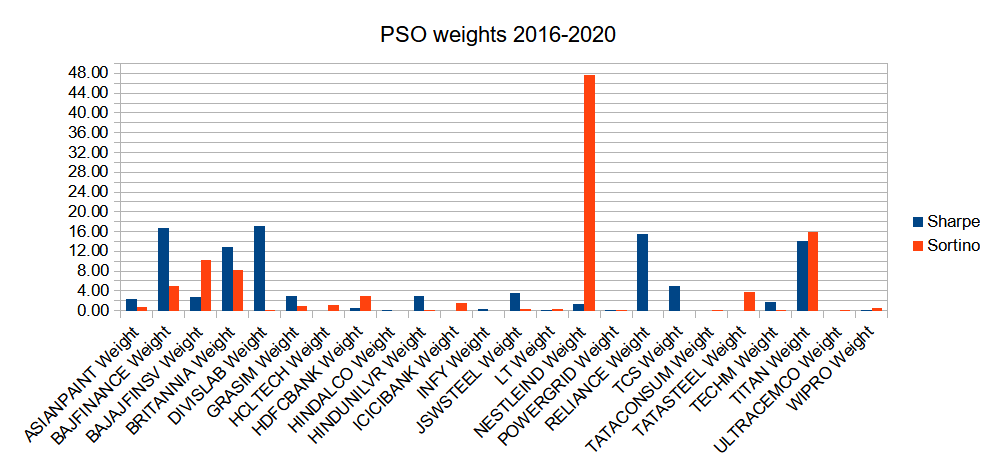 PSO weights 2016-2020
48.00
44.00
40.00
36.00
32.00
28.00
24.00
20.00
16.00
12.00
8.00
4.00
0.00
Sharpe
Sortino
ASIANPAINT Weight
BAJFINANCE Weight
BAJAJFINSV Weight
BRITANNIA Weight
DIVISLAB Weight
GRASIM Weight
HCLTECH Weight
HDFCBANK Weight
HINDALCO Weight
HINDUNILVR Weight
ICICIBANK Weight
INFY Weight
JSWSTEEL Weight
LT Weight
NESTLEIND Weight
POWERGRID Weight
RELIANCE Weight
TCS Weight
TATACONSUM Weight
TATASTEEL Weight
TECHM Weight
TITAN Weight
ULTRACEMCO Weight
WIPRO Weight